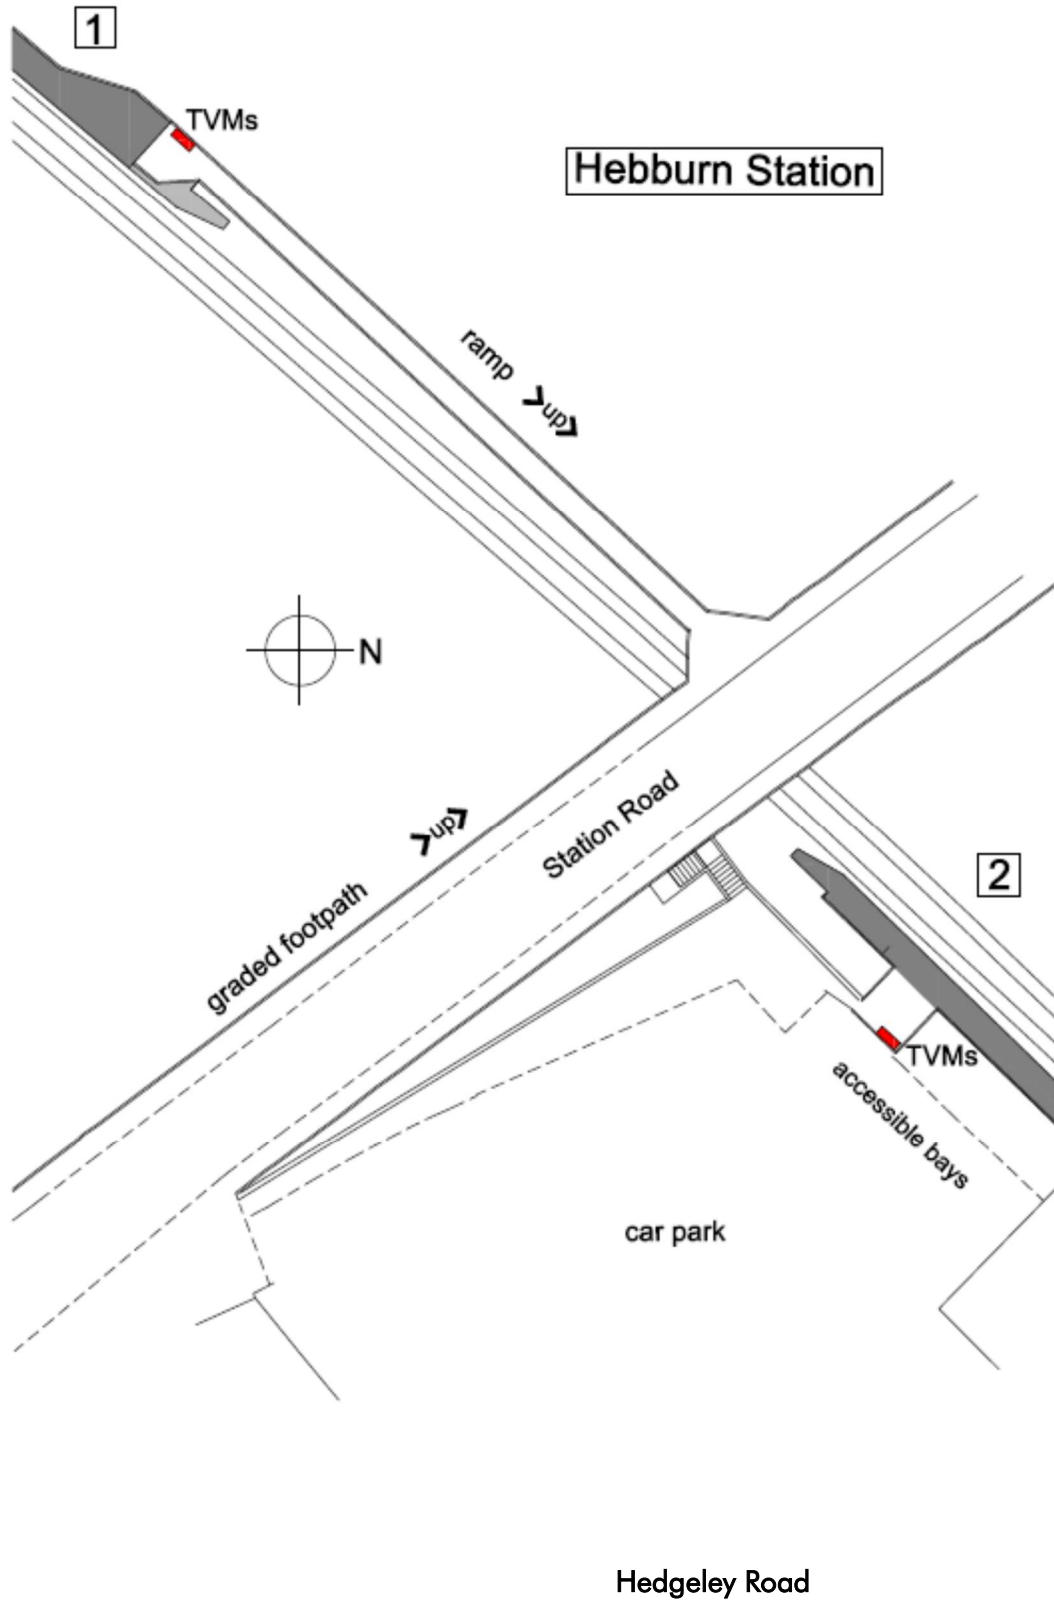 1
TVMs
Hebburn Station
ramp
up
N
Station Road
up
graded footpath
2
TVMs
accessible bays
car park
Hedgeley Road